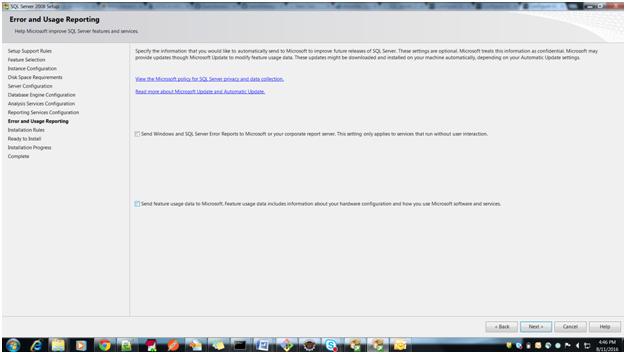 SQL Server 2008 Setup
Error and Usage Reporting
Help Microsoft improve SQL Server features and services.
Setup Support Rules
Feature Selection
Instance Configuration
Disk Space Requirements
Server Configuration
Database Engine Configuration
Analysis Services Configuration
Reporting Services Configuration
Error and Usage Reporting
Installation Rules
Ready to Install
Installation Progress
Complete
Specify the information that you would like to automatically send to Microsoft to improve future releases of SQL Server. These settings are optional. Microsoft treats this information as confidential. Microsoft may
provide updates though Microsoft Update to modify feature usage data. These updates might be downloaded and installed on your machine automatically, depending on your Automatic Update settings.
View the Microsoft policy for SQL Server privacy and data collection.
Read more about Microsoft Update and Automatic Update.
Send Windows and SQL Server Error Reports to Microsoft or your corporate report server. This setting only applies to services that run without user interaction.
Send feature usage data to Microsoft. Feature usage data includes information about your hardware configuration and how you use Microsoft software and services.
< Back
Next >
Cancel
Help
4:46 PM
8/11/2016